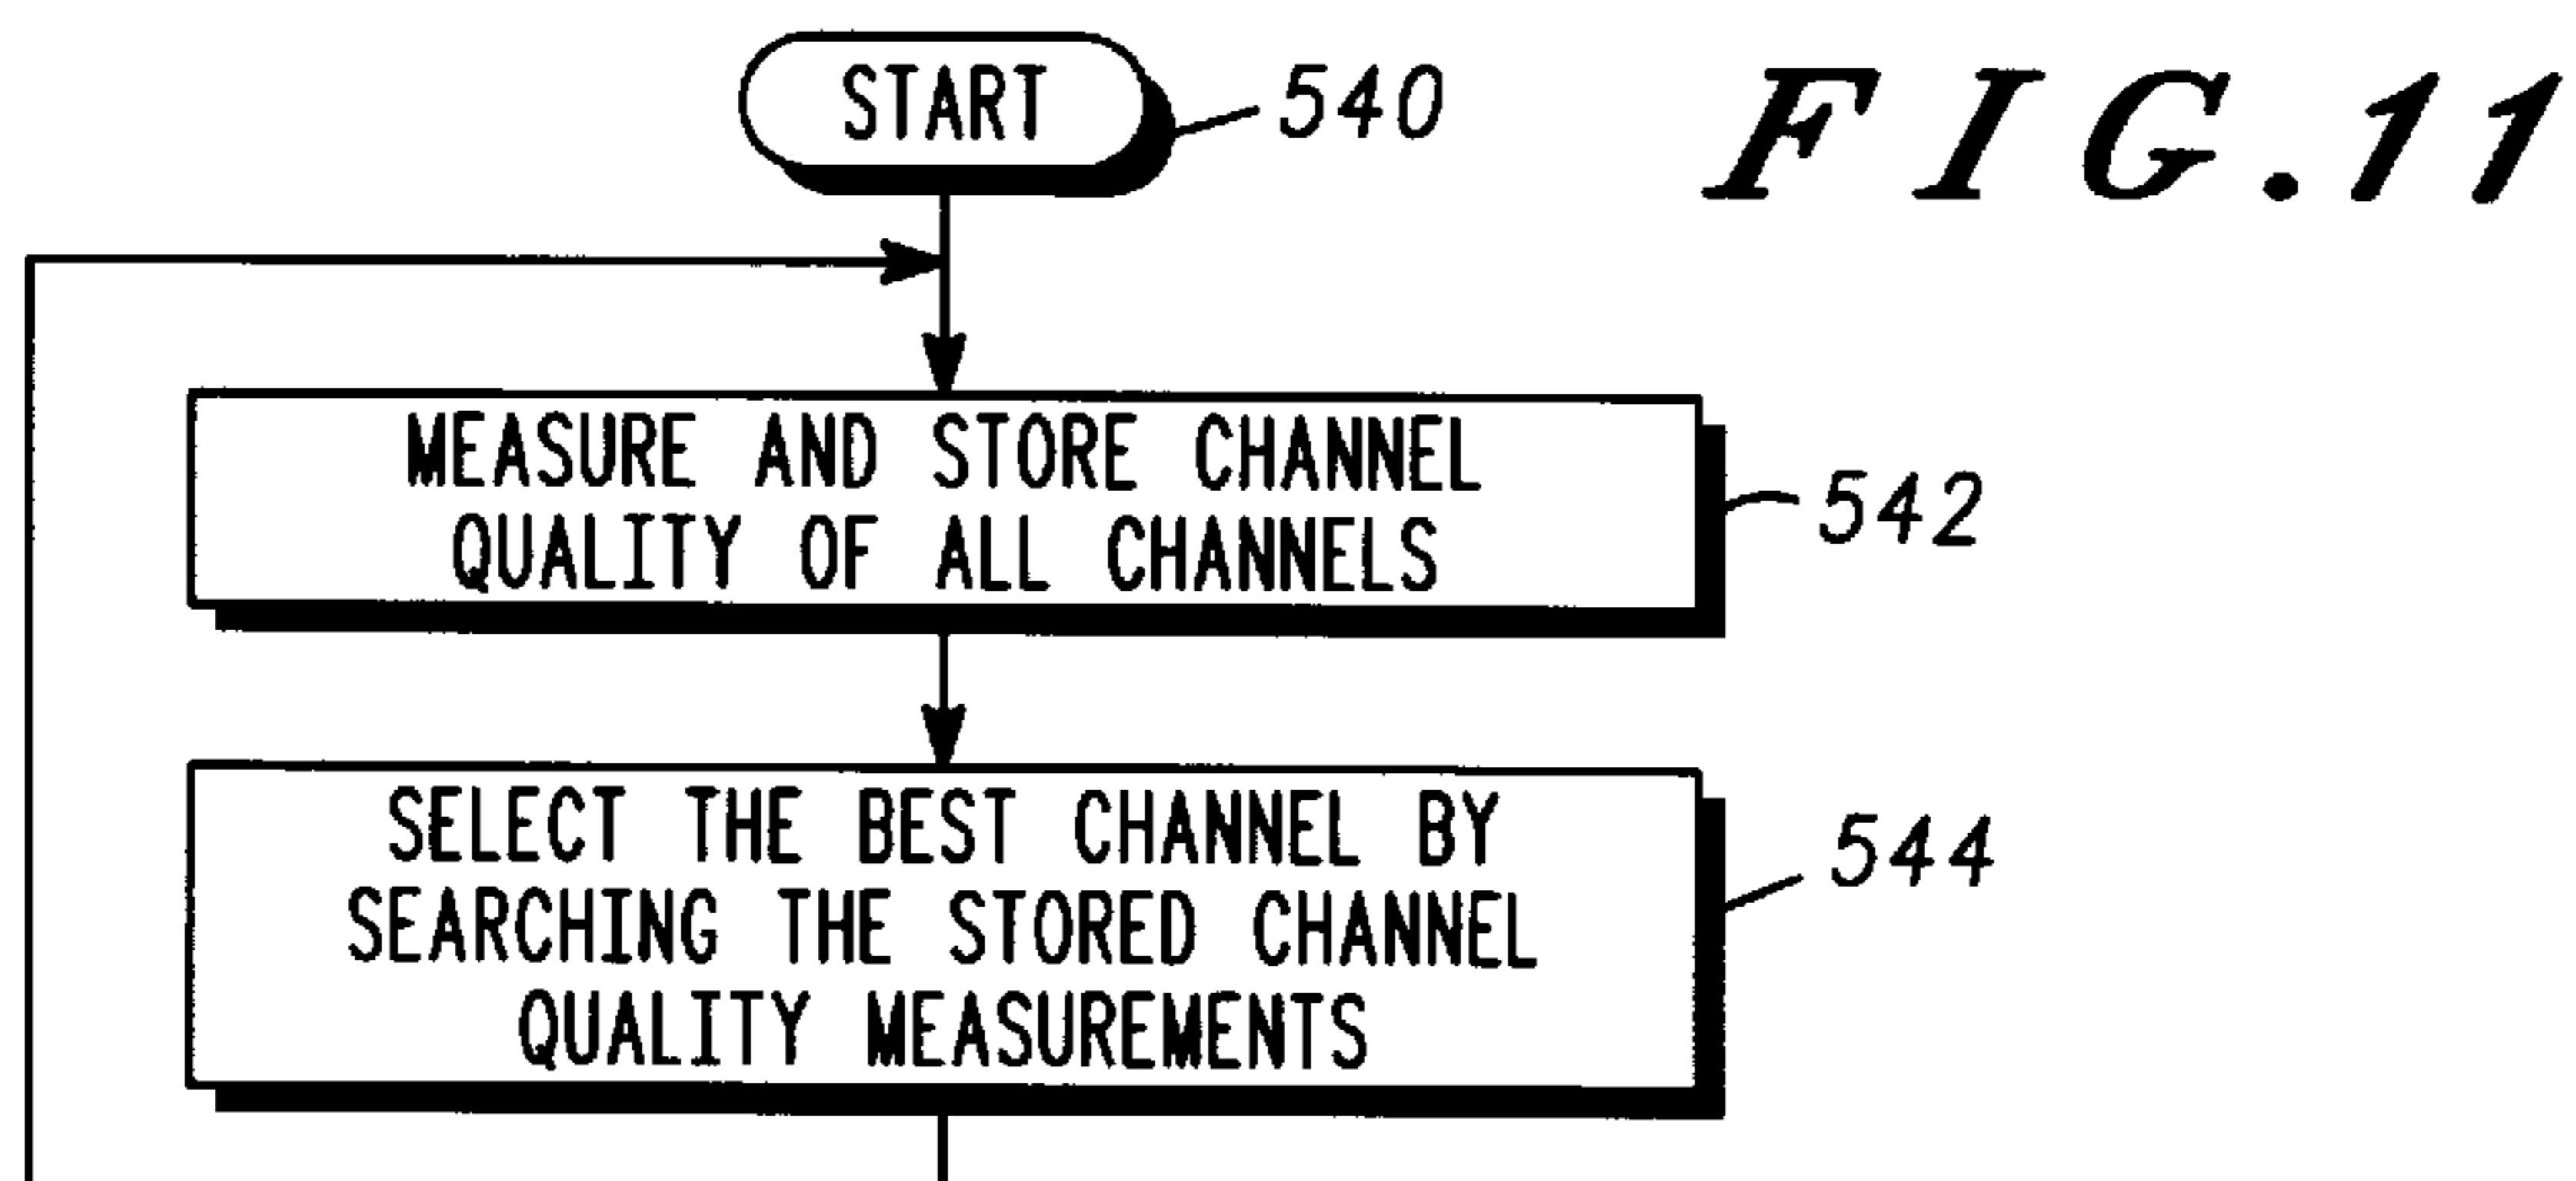 START
540
FIG.11
MEASURE AND STORE CHANNEL
QUALITY OF ALL CHANNELS
542
SELECT THE BEST CHANNEL BY
SEARCHING THE STORED CHANNEL
QUALITY MEASUREMENTS
544